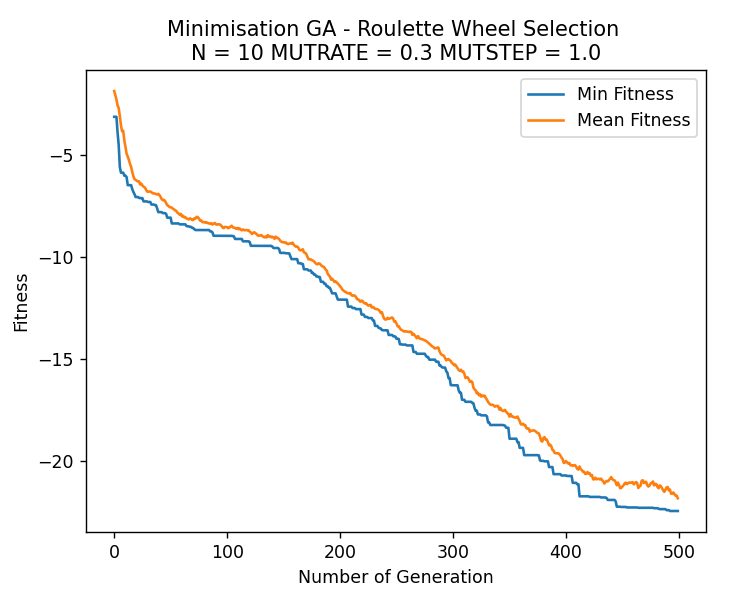 Minimisation GA - Roulette Wheel Selection
N = 10 MUTRATE = 0.3 MUTSTEP = 1.0
Min Fitness
Mean Fitness
Fitness
−5
−10
−15
−20
0 100 200 300 400 500
Number of Generation